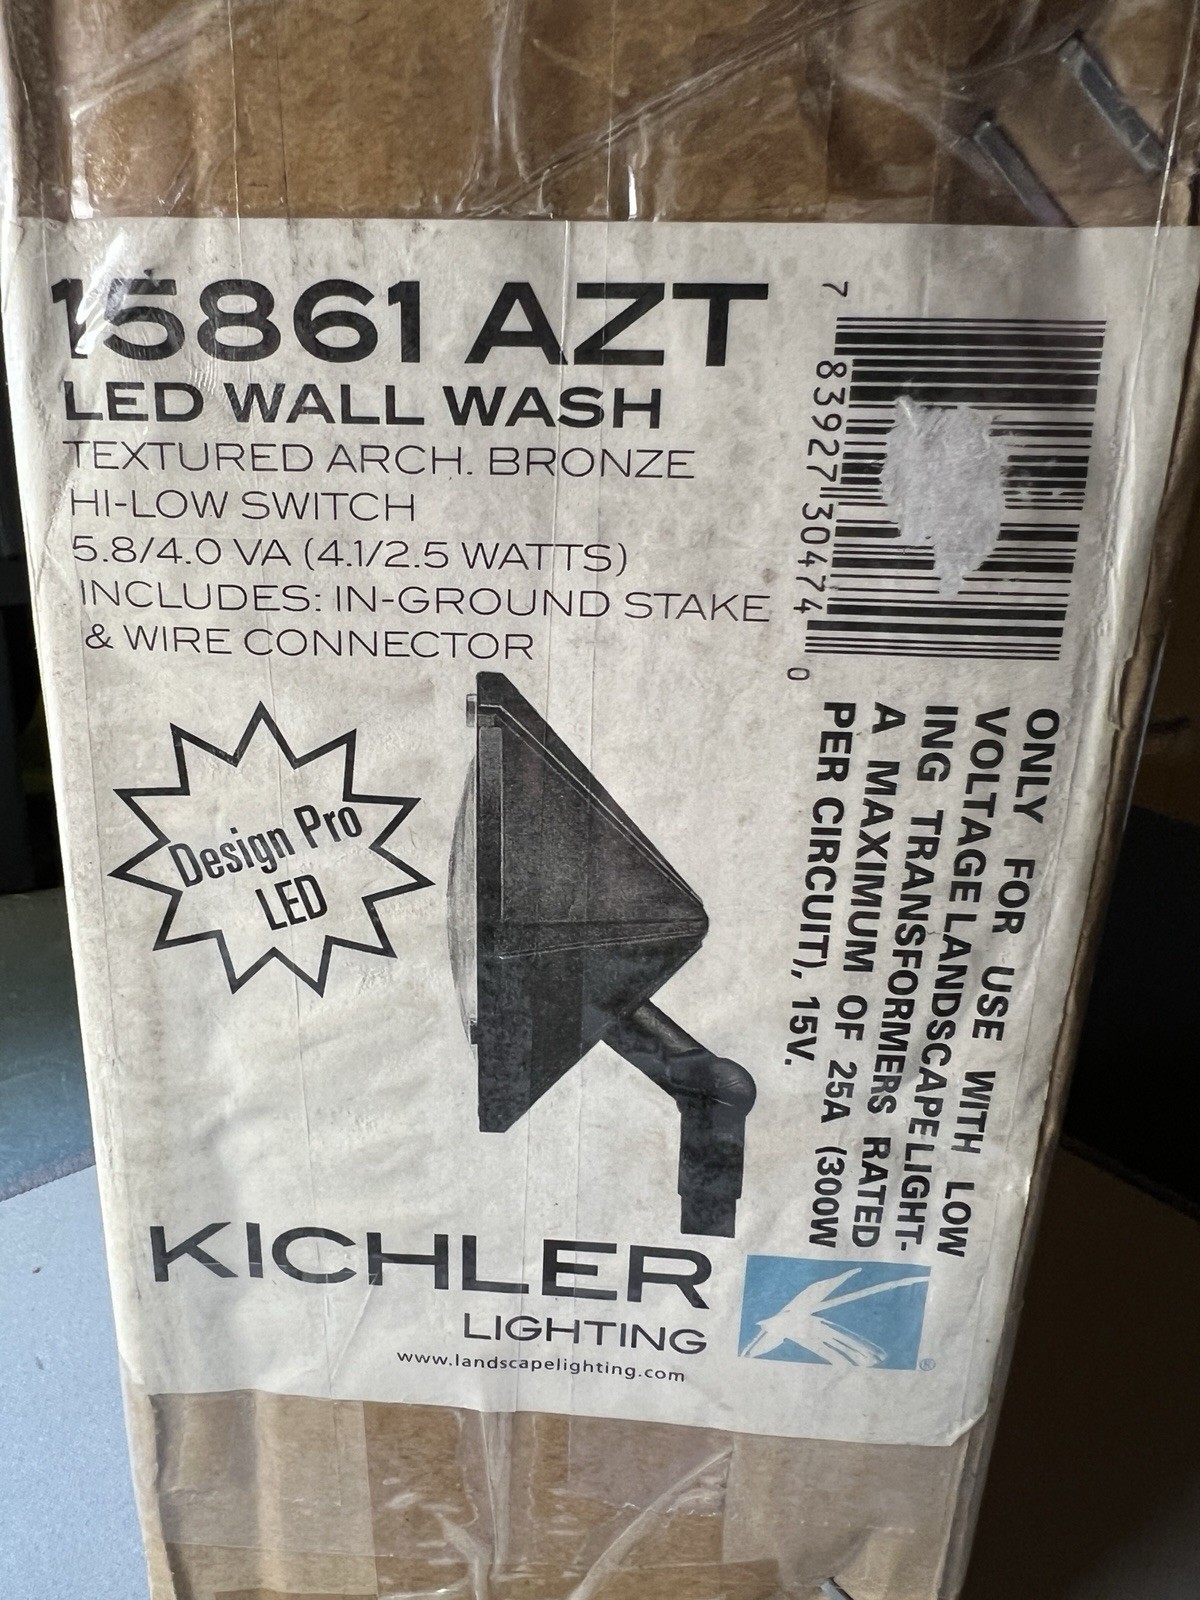 15861 AZT
LED WALL WASH
TEXTURED ARCH. BRONZE
HI-LOW SWITCH
5.8/4.0 VA (4.1/2.5 WATTS)
INCLUDES: IN-GROUND STAKE
& WIRE CONNECTOR
Design Pro
LED
7 83927 30474 0
ONLY FOR USE WITH LOW
VOLTAGE LANDSCAPE LIGHT-
ING TRANSFORMERS RATED
A MAXIMUM OF 25A (300W
PER CIRCUIT), 15V.
KICHLER
LIGHTING
®
www.landscapelighting.com